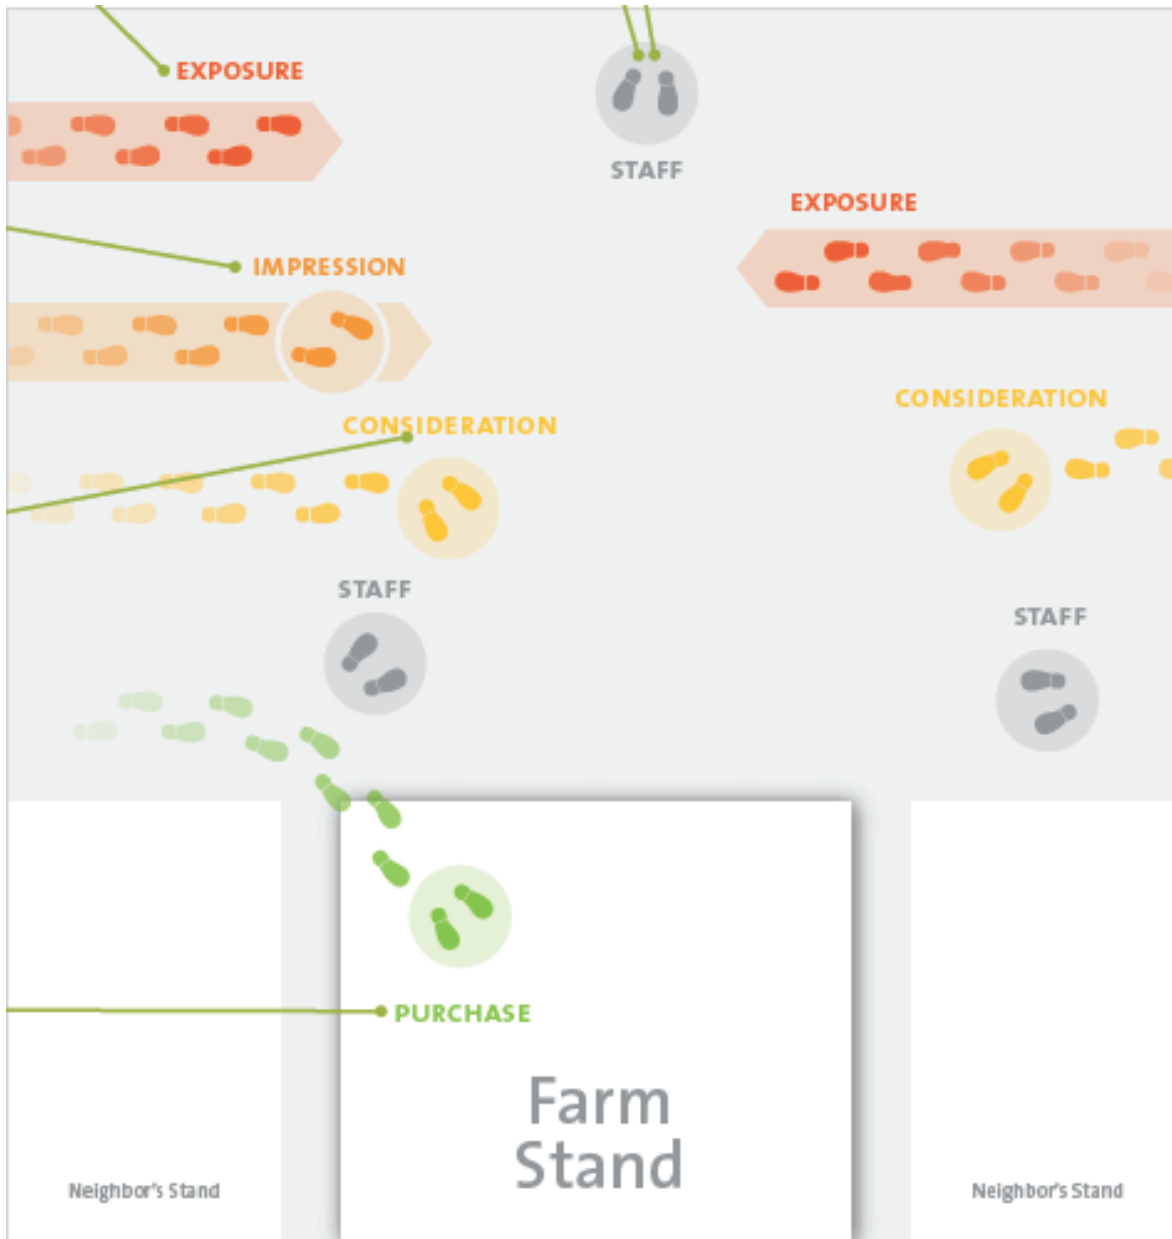 EXPOSURE
STAFF
EXPOSURE
IMPRESSION
CONSIDERATION
CONSIDERATION
STAFF
STAFF
PURCHASE
Farm
Stand
Neighbor's Stand
Neighbor's Stand